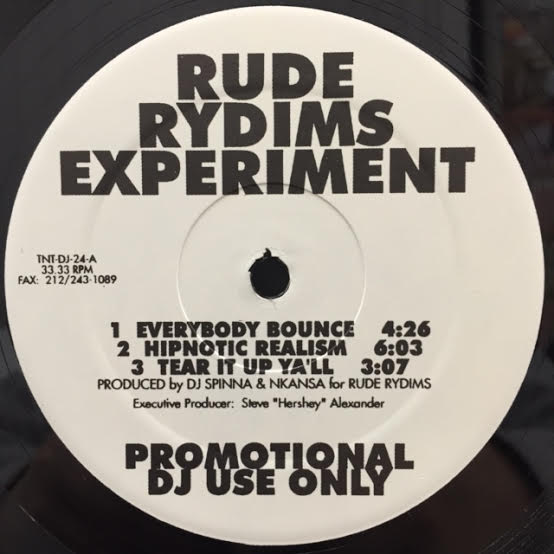 RUDE
RYDIMS
EXPERIMENT
TNT-DJ-24-A
33.33 RPM
FAX: 212/243-1089
1 EVERYBODY BOUNCE 4:26
2 HIPNOTIC REALISM 6:03
3 TEAR IT UP YA'LL 3:07
PRODUCED by DJ SPINNA & NKANSA for RUDE RYDIMS
Executive Producer: Steve "Hershey" Alexander
PROMOTIONAL
DJ USE ONLY